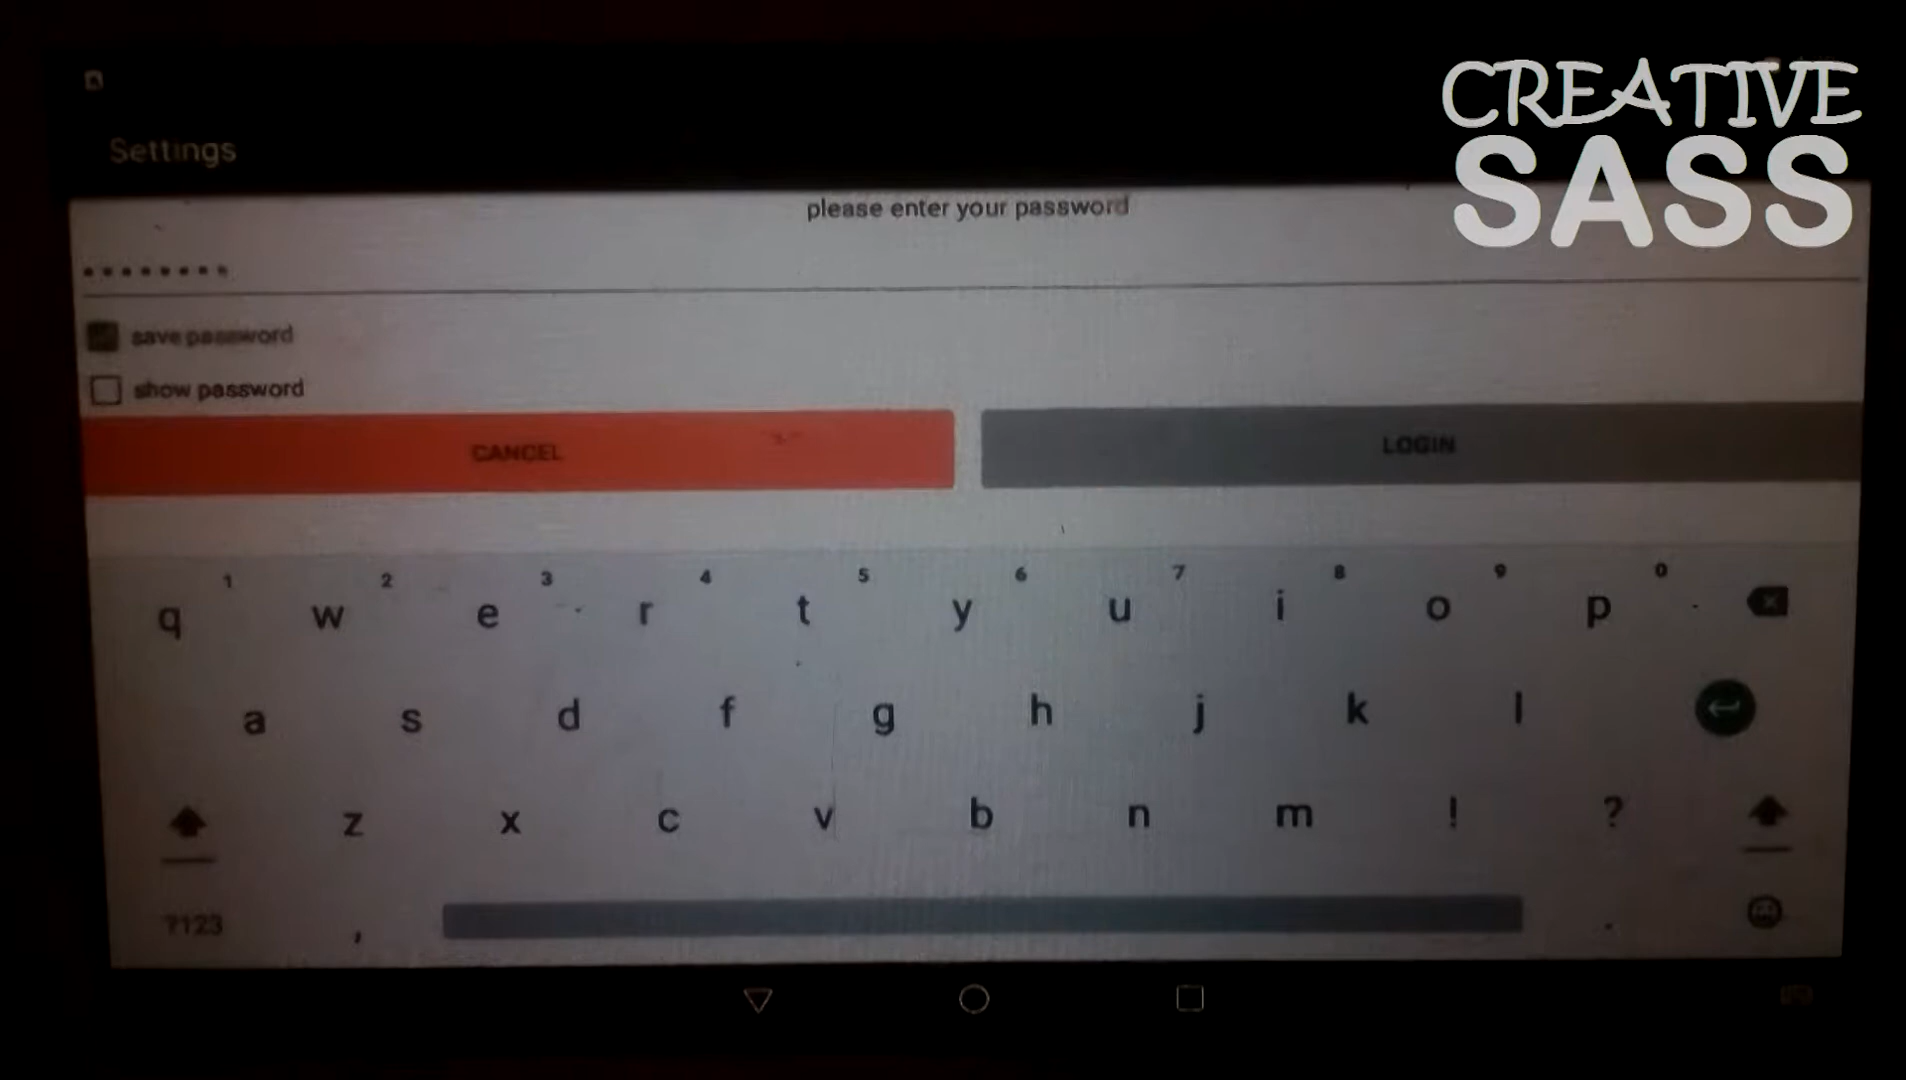 CREATIVE
SASS
Settings
please enter your password
save password
show password
CANCEL
LOGIN
1 2 3 4 5 6 7 8 9 0
q w e r t y u i o p
a s d f g h j k l
z x c v b n m ! ?
?123 , .